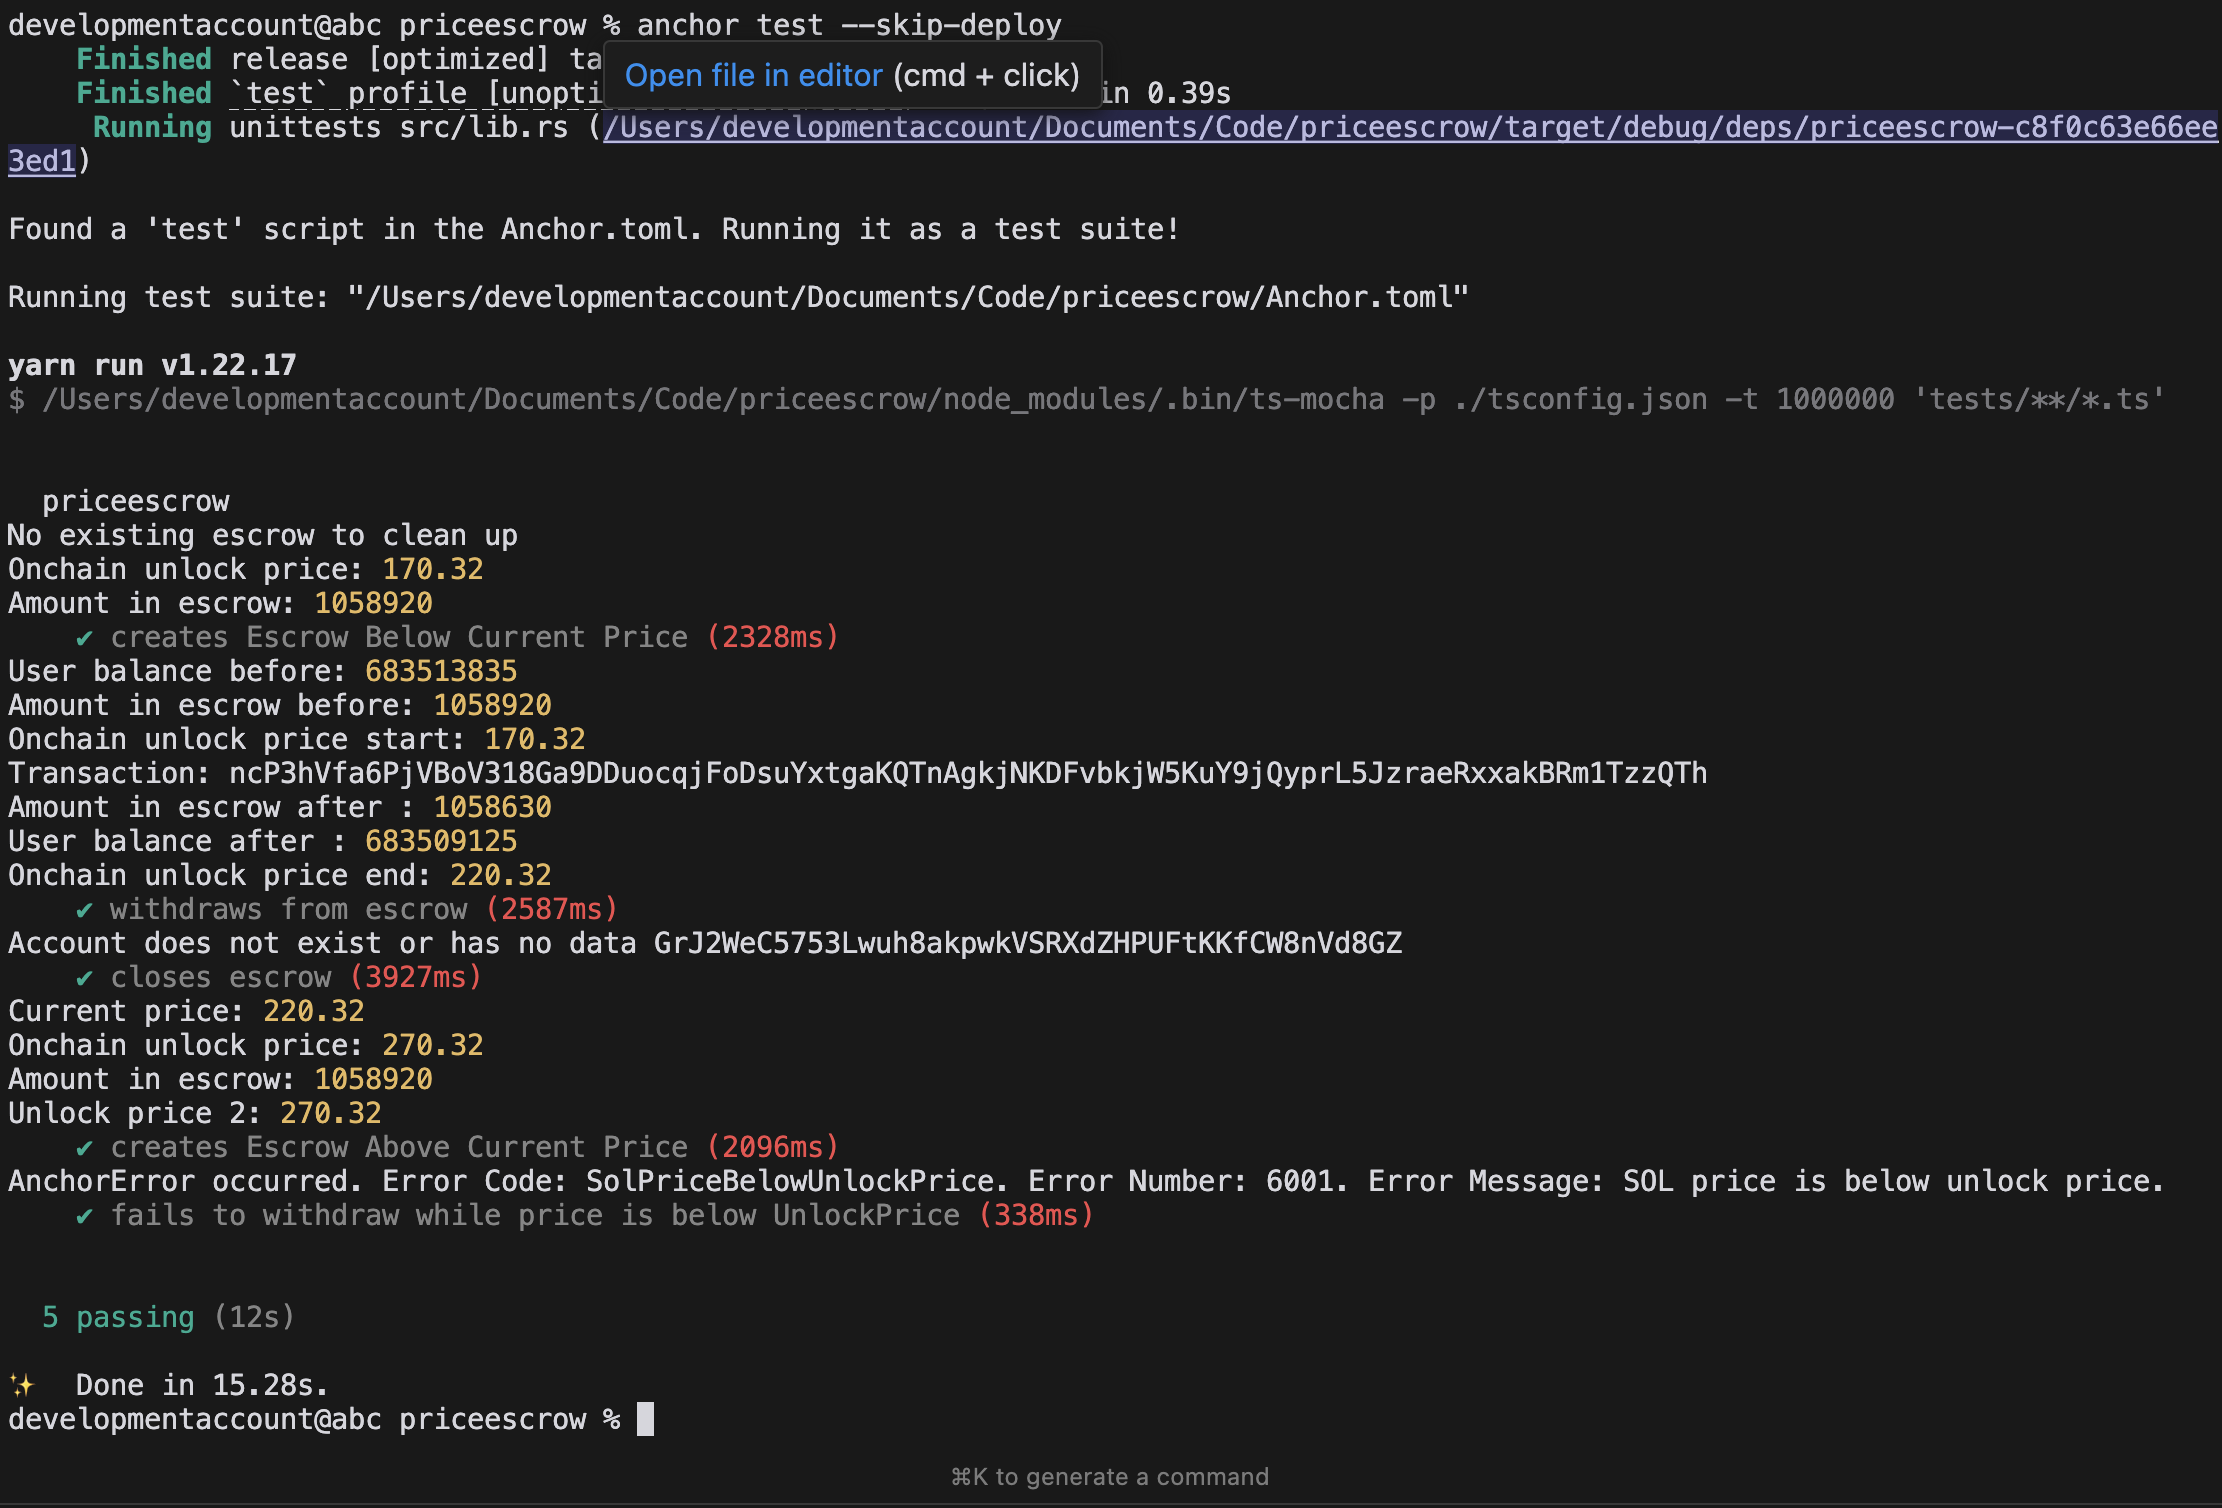 developmentaccount@abc priceescrow % anchor test --skip-deploy
Finished release [optimized] ta
Open file in editor (cmd + click)
Finished `test` profile [unopti in 0.39s
Running unittests src/lib.rs (/Users/developmentaccount/Documents/Code/priceescrow/target/debug/deps/priceescrow-c8f0c63e66ee
3ed1)
Found a 'test' script in the Anchor.toml. Running it as a test suite!
Running test suite: "/Users/developmentaccount/Documents/Code/priceescrow/Anchor.toml"
yarn run v1.22.17
$ /Users/developmentaccount/Documents/Code/priceescrow/node_modules/.bin/ts-mocha -p ./tsconfig.json -t 1000000 'tests/**/*.ts'
priceescrow
No existing escrow to clean up
Onchain unlock price: 170.32
Amount in escrow: 1058920
✔ creates Escrow Below Current Price (2328ms)
User balance before: 683513835
Amount in escrow before: 1058920
Onchain unlock price start: 170.32
Transaction: ncP3hVfa6PjVBoV318Ga9DDuocqjFoDsuYxtgaKQTnAgkjNKDFvbkjW5KuY9jQyprL5JzraeRxxakBRm1TzzQTh
Amount in escrow after : 1058630
User balance after : 683509125
Onchain unlock price end: 220.32
✔ withdraws from escrow (2587ms)
Account does not exist or has no data GrJ2WeC5753Lwuh8akpwkVSRXdZHPUFtKKfCW8nVd8GZ
✔ closes escrow (3927ms)
Current price: 220.32
Onchain unlock price: 270.32
Amount in escrow: 1058920
Unlock price 2: 270.32
✔ creates Escrow Above Current Price (2096ms)
AnchorError occurred. Error Code: SolPriceBelowUnlockPrice. Error Number: 6001. Error Message: SOL price is below unlock price.
✔ fails to withdraw while price is below UnlockPrice (338ms)
5 passing (12s)
✨ Done in 15.28s.
developmentaccount@abc priceescrow %
⌘K to generate a command